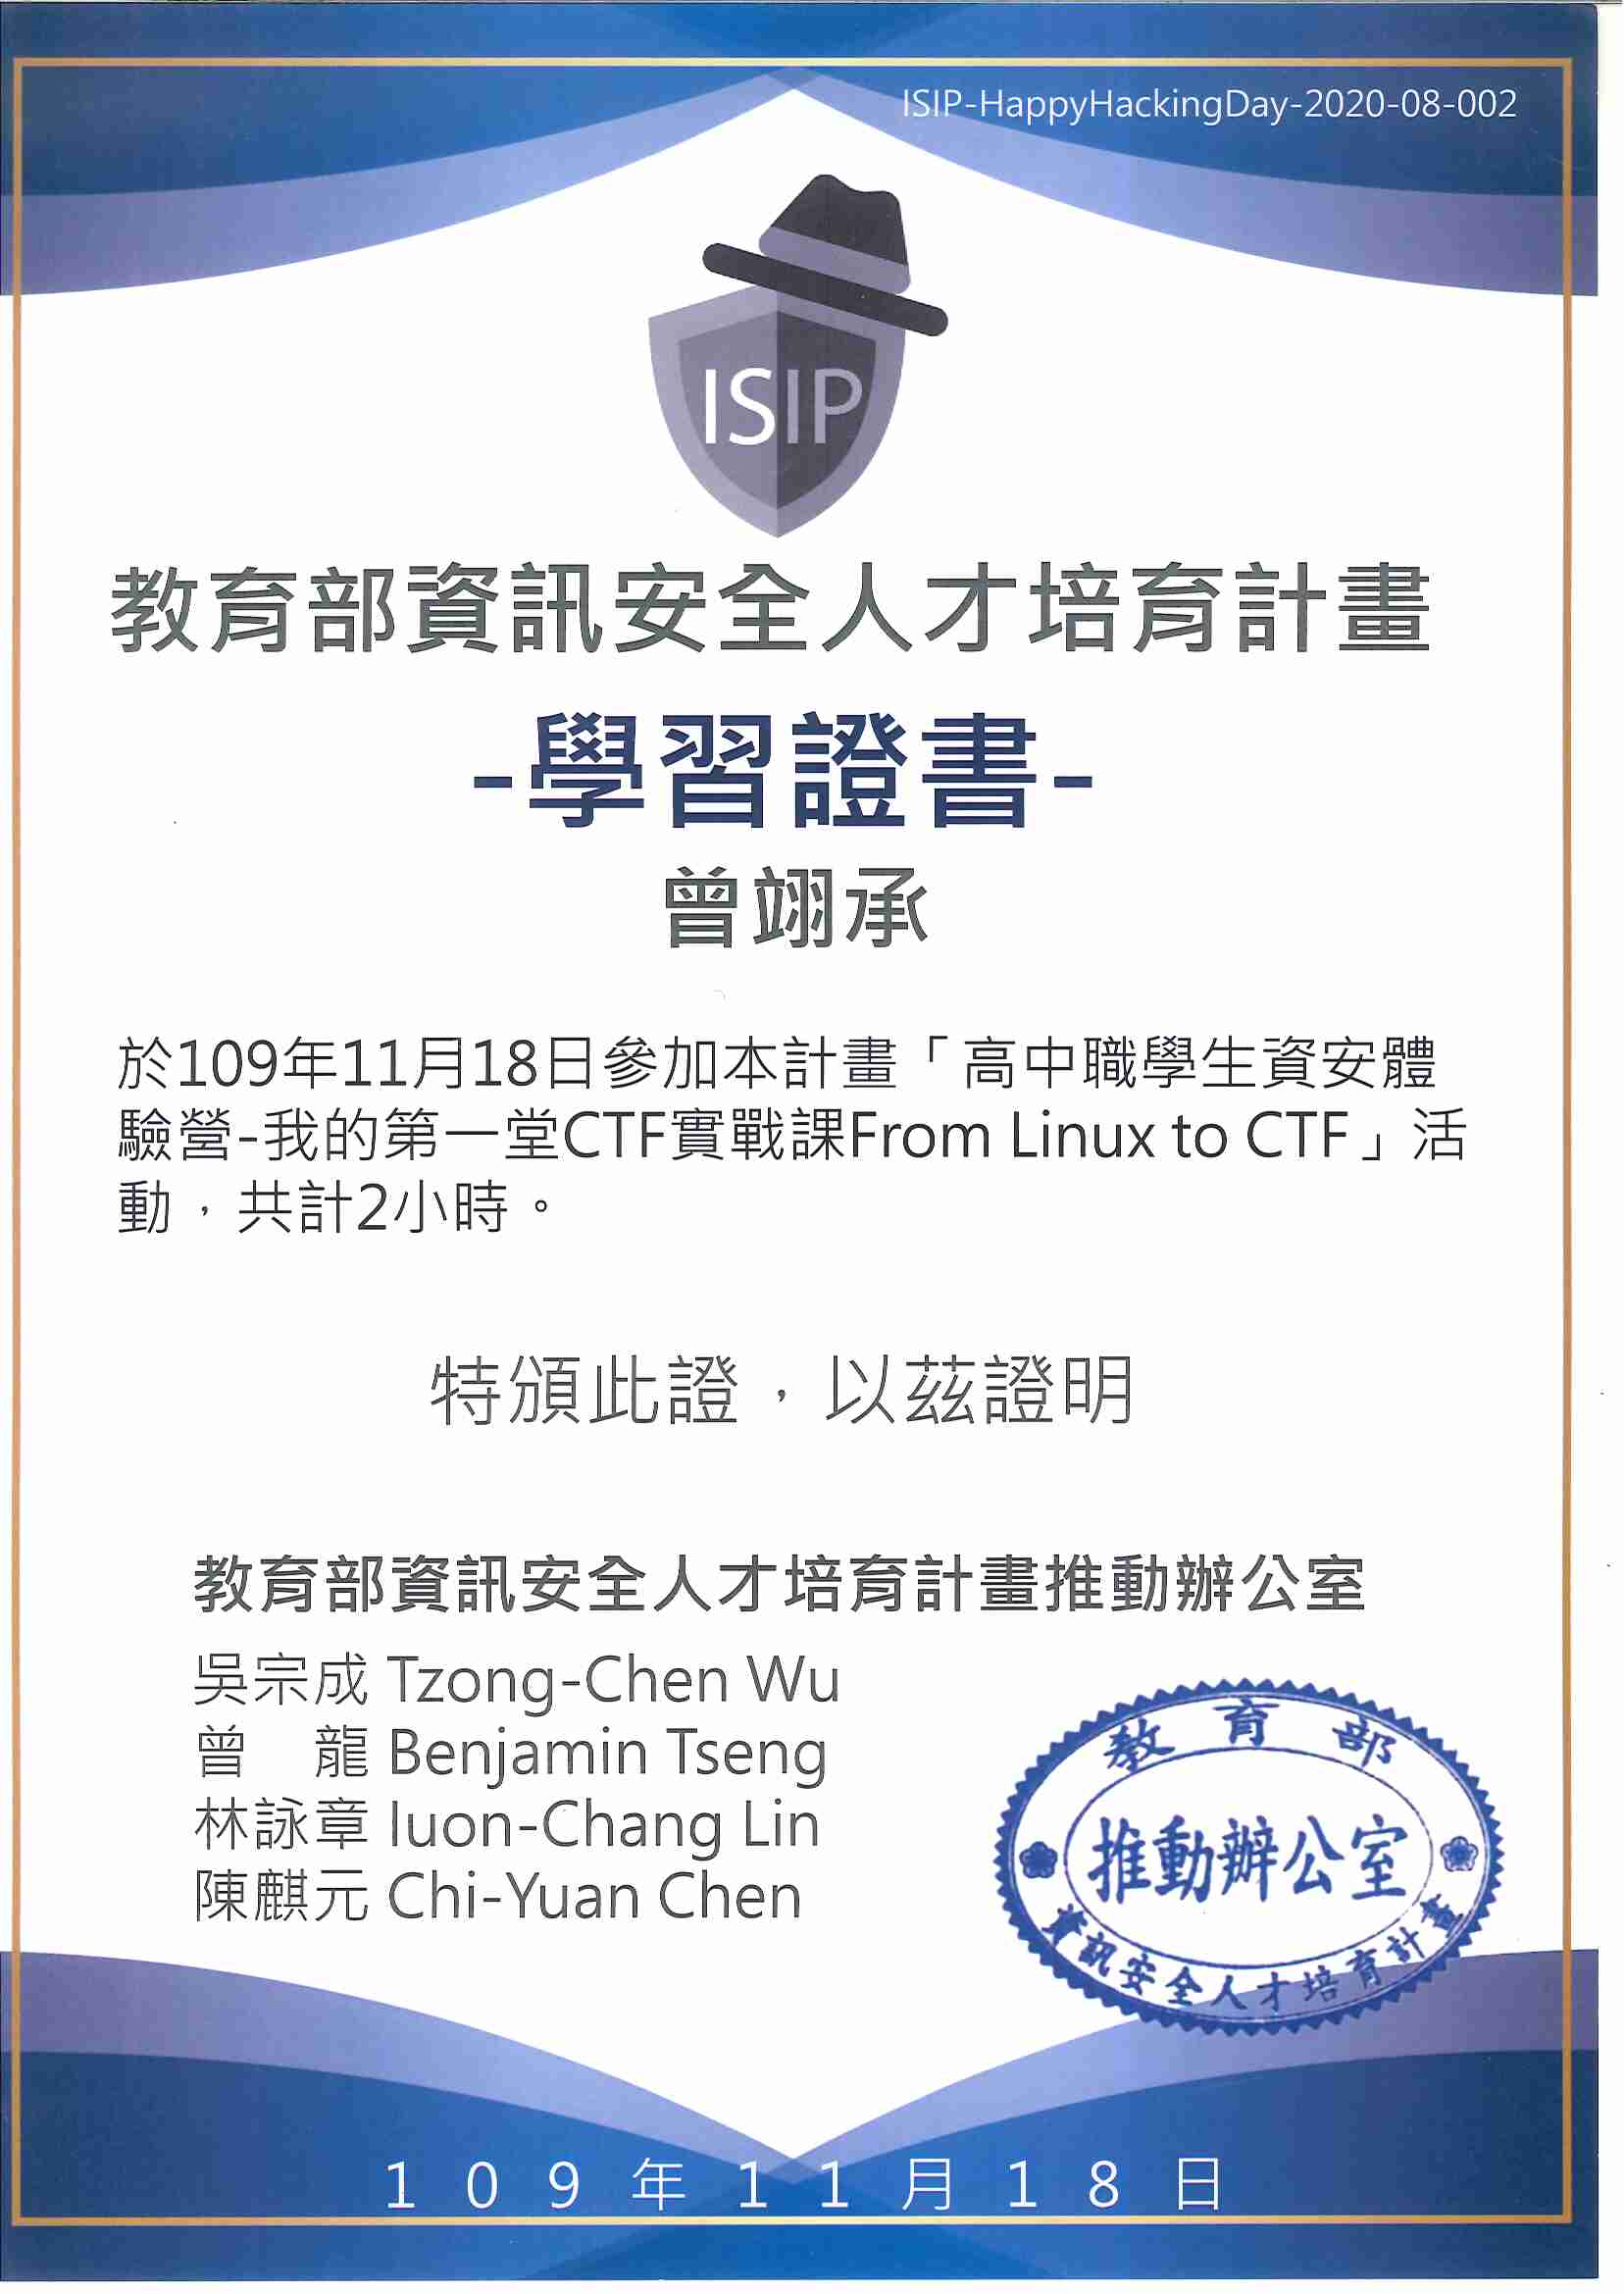 ISIP-HappyHackingDay-2020-08-002
ISIP
教育部資訊安全人才培育計畫
-學習證書-
曾翊承
於109年11月18日參加本計畫「高中職學生資安體
驗營-我的第一堂CTF實戰課From Linux to CTF」活
動，共計2小時。
特頒此證，以茲證明
教育部資訊安全人才培育計畫推動辦公室
吳宗成 Tzong-Chen Wu
曾　龍 Benjamin Tseng
林詠章 Iuon-Chang Lin
陳麒元 Chi-Yuan Chen
教育部
推動辦公室
資訊安全人才培育計畫
109年11月18日